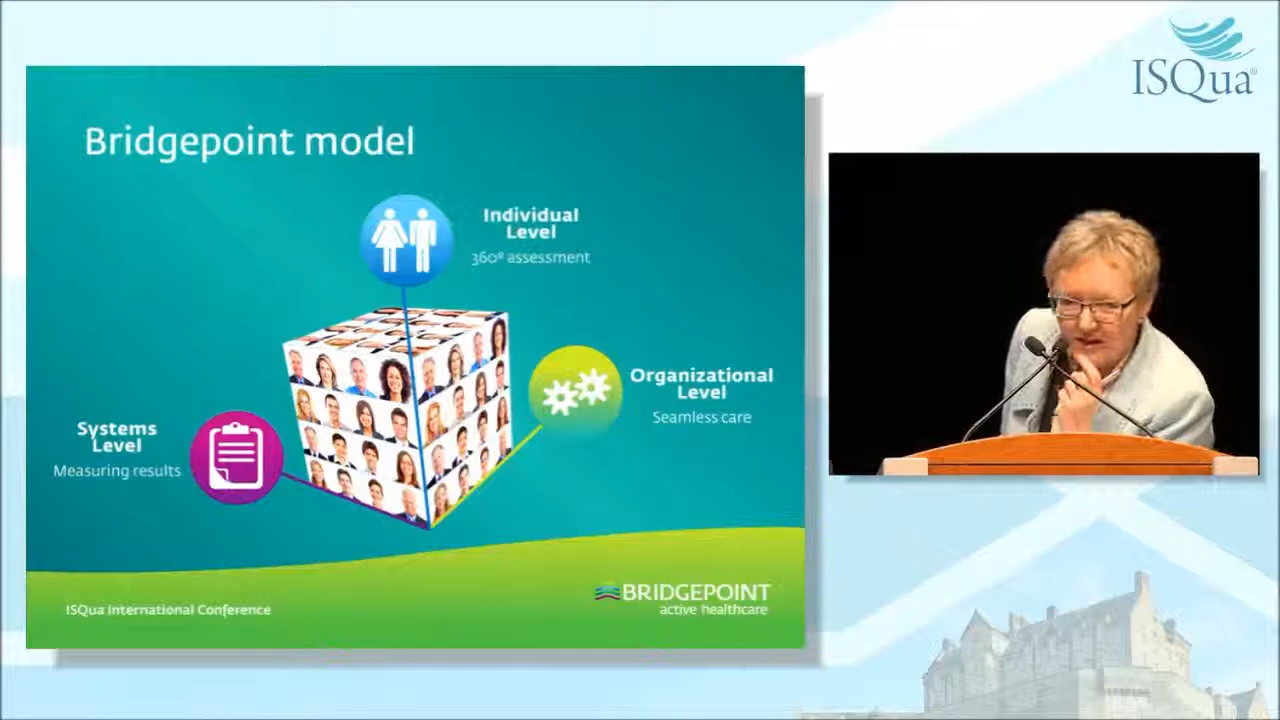 ISQua®
Bridgepoint model
Individual
Level
360º assessment
Organizational
Level
Seamless care
Systems
Level
Measuring results
ISQua International Conference
BRIDGEPOINT
active healthcare